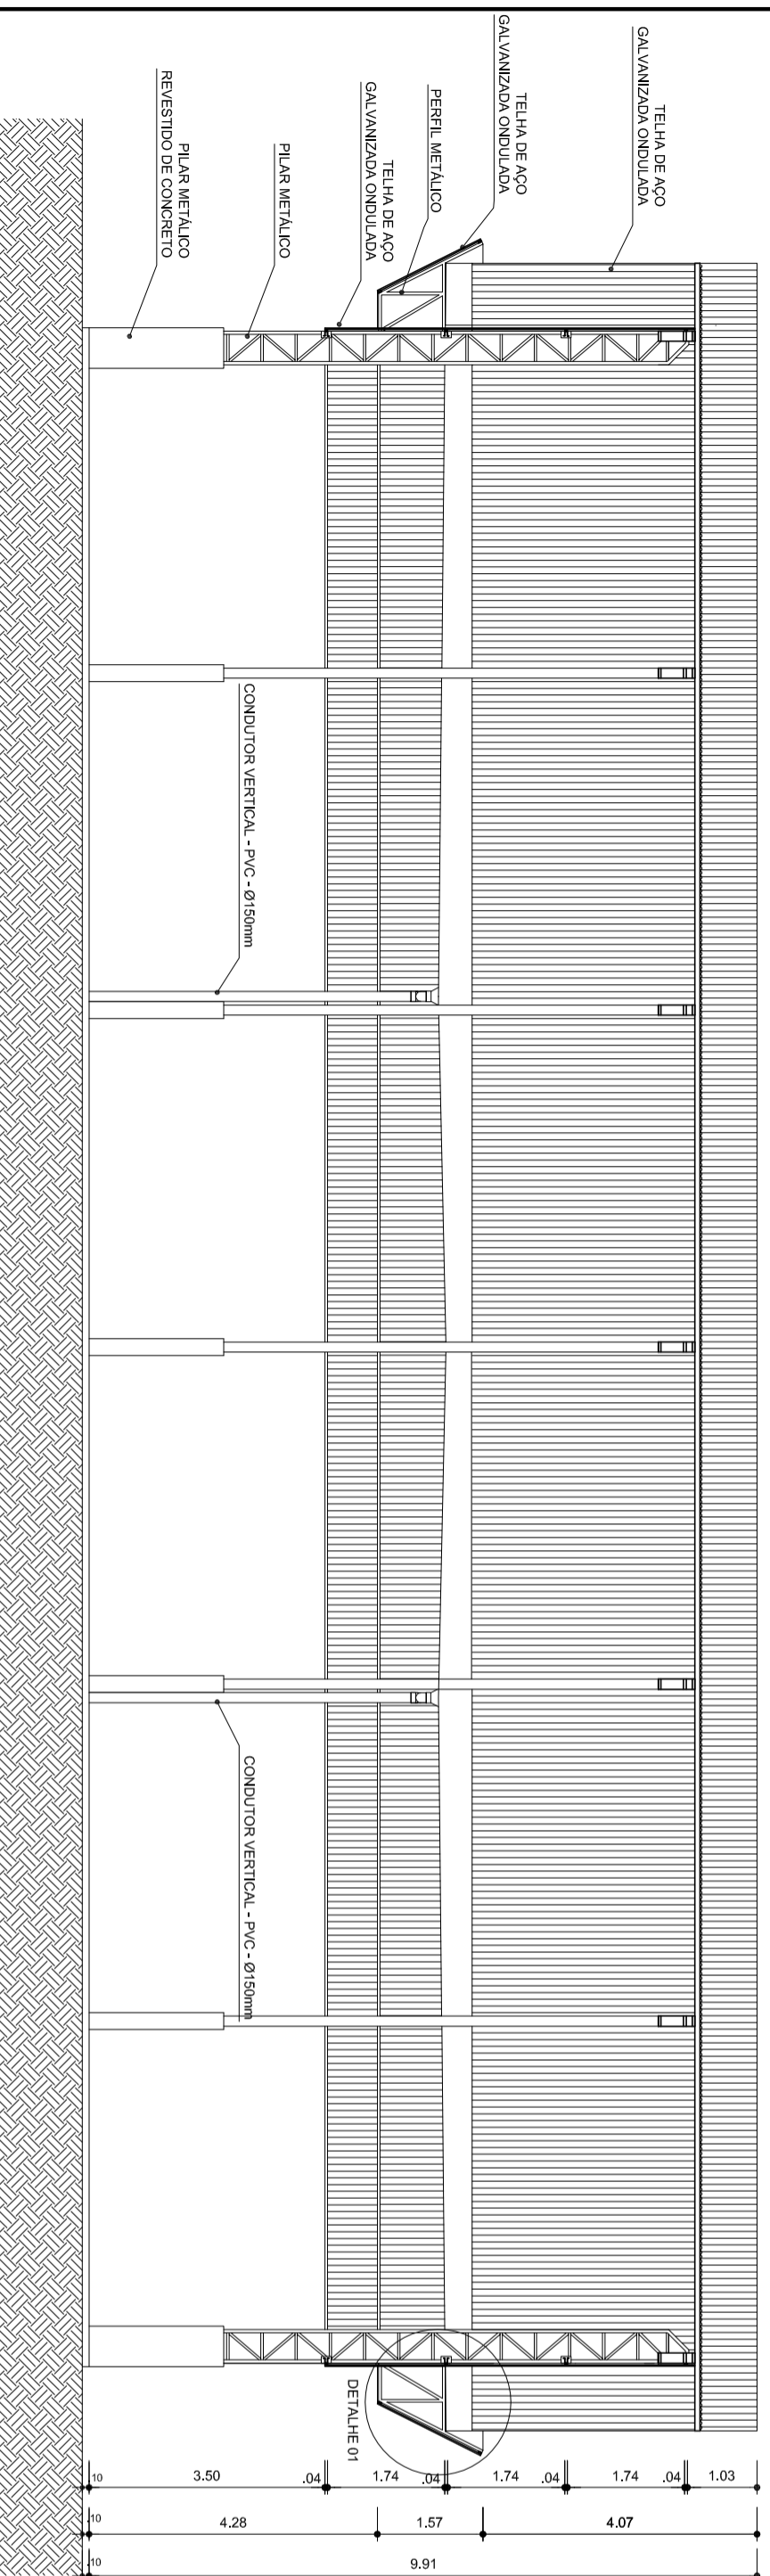 TELHA DE AÇO
GALVANIZADA ONDULADA
TELHA DE AÇO
GALVANIZADA ONDULADA
PERFIL METÁLICO
TELHA DE AÇO
GALVANIZADA ONDULADA
PILAR METÁLICO
PILAR METÁLICO
REVESTIDO DE CONCRETO
CONDUTOR VERTICAL - PVC - Ø150mm
CONDUTOR VERTICAL - PVC - Ø150mm
DETALHE 01
.10 3.50 .04 1.74 .04 1.74 .04 1.74 .04 1.03
.10 4.28 1.57 4.07
.10 9.91